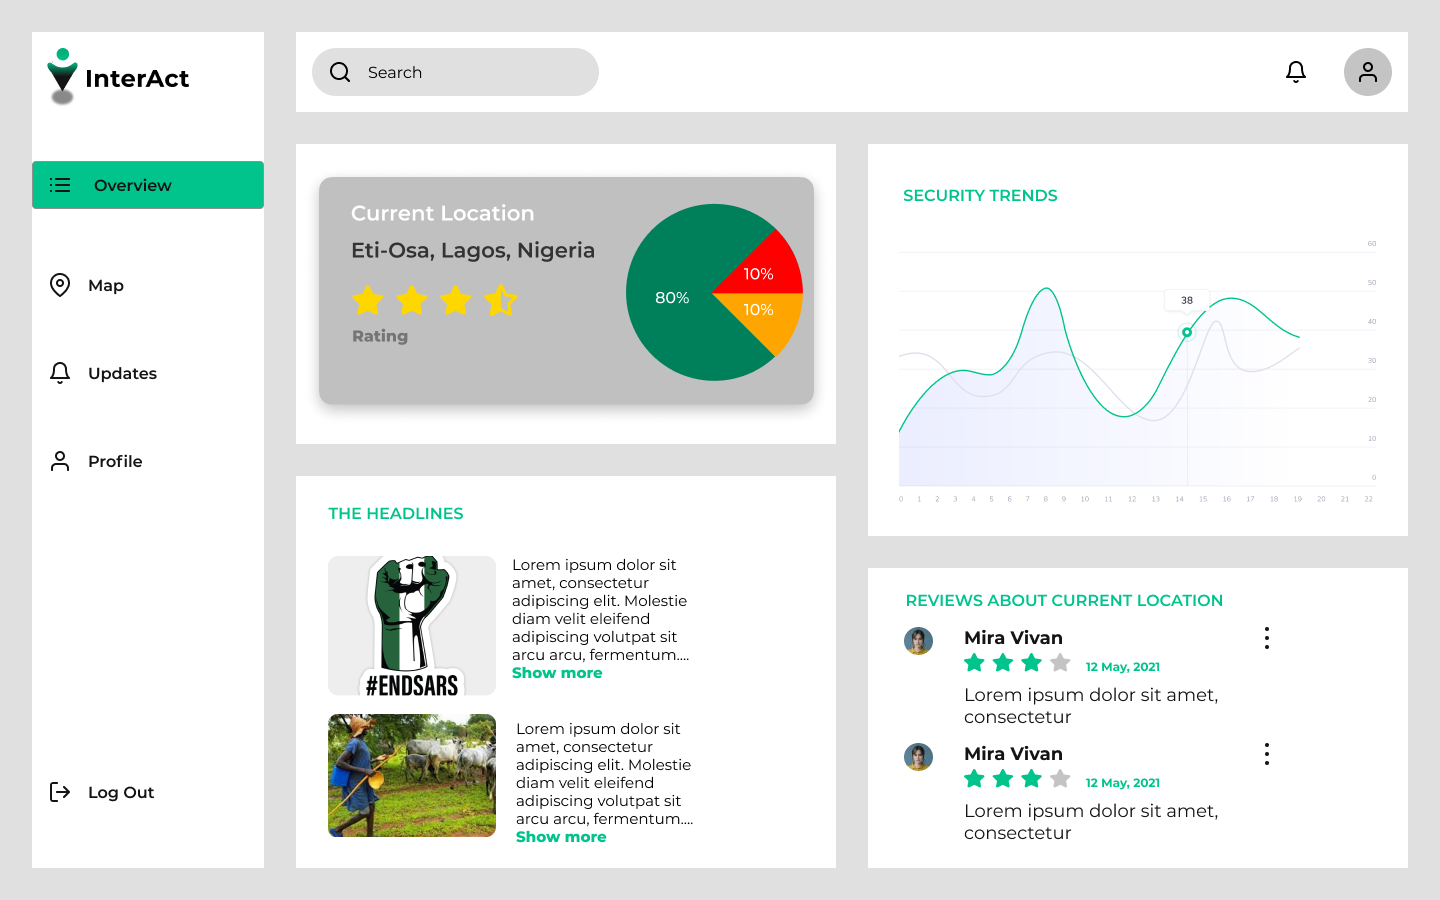 InterAct
Search
Overview
Map
Updates
Profile
Log Out
Current Location
Eti-Osa, Lagos, Nigeria
Rating
80%
10%
10%
THE HEADLINES
#ENDSARS
Lorem ipsum dolor sit
amet, consectetur
adipiscing elit. Molestie
diam velit eleifend
adipiscing volutpat sit
arcu arcu, fermentum....
Show more
Lorem ipsum dolor sit
amet, consectetur
adipiscing elit. Molestie
diam velit eleifend
adipiscing volutpat sit
arcu arcu, fermentum....
Show more
SECURITY TRENDS
60
50
38
40
30
20
10
0
0 1 2 3 4 5 6 7 8 9 10 11 12 13 14 15 16 17 18 19 20 21 22
REVIEWS ABOUT CURRENT LOCATION
Mira Vivan
12 May, 2021
Lorem ipsum dolor sit amet,
consectetur
Mira Vivan
12 May, 2021
Lorem ipsum dolor sit amet,
consectetur